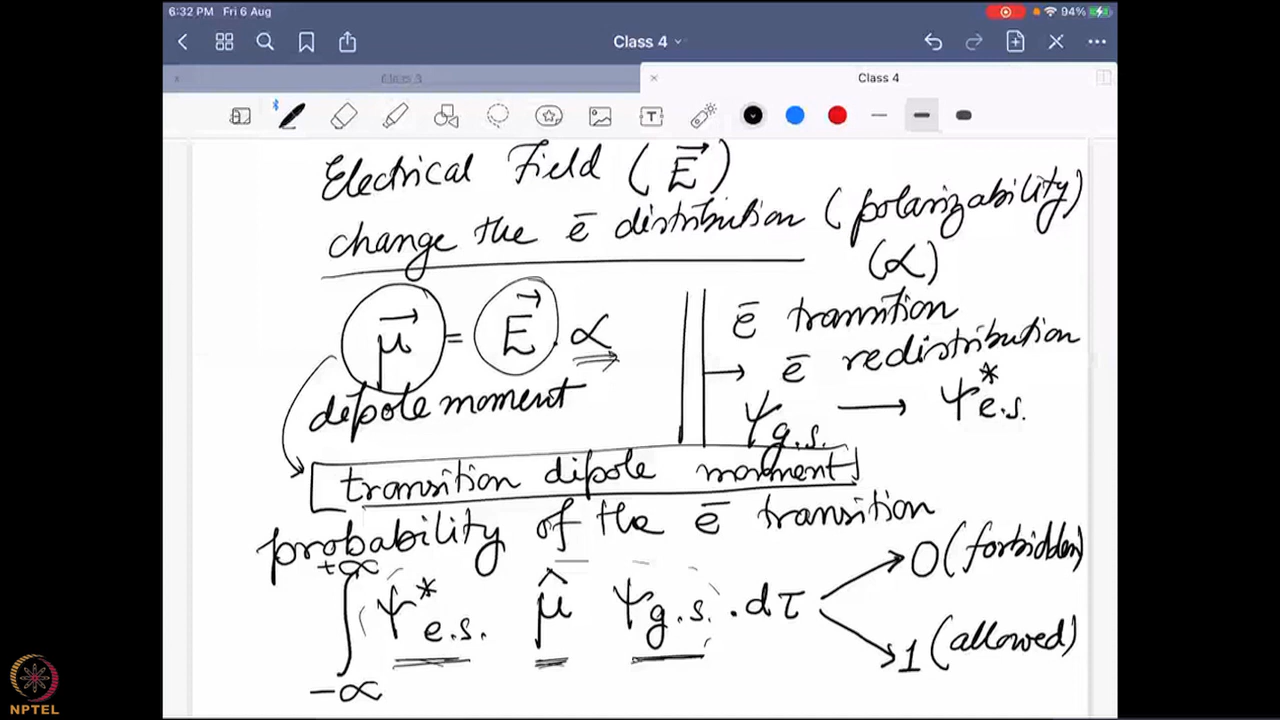 6:32 PM Fri 6 Aug
94%
Class 4
Class 3
Class 4
T
Electrical Field (E⃗)
change the ē distribution (polarizability)
(α)
μ⃗ = E⃗ . α
dipole moment
ē transition
→ ē redistribution
Ψg.s. → Ψ*e.s.
transition dipole moment
probability of the ē transition
+∞
∫ Ψ*e.s. μ̂ Ψg.s. . dτ
-∞
0 (forbidden)
1 (allowed)
NPTEL